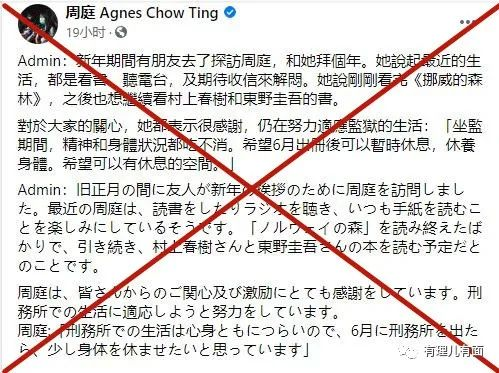 周庭 Agnes Chow Ting
19小时 ·
Admin：新年期間有朋友去了探訪周庭，和她拜個年。她說起最近的生
活，都是看書、聽電台，及期待收信來解悶。她說剛剛看完《挪威的森
林》，之後也想繼續看村上春樹和東野圭吾的書。
對於大家的關心，她都表示很感謝，仍在努力適應監獄的生活：「坐監
期間，精神和身體狀況都吃不消。希望6月出冊後可以暫時休息，休養
身體。希望可以有休息的空間。」
Admin：旧正月の間に友人が新年の挨拶のために周庭を訪問しまし
た。最近の周庭は、読書をしたりラジオを聴き、いつも手紙を読むこ
とを楽しみにしているそうです。「ノルウェイの森」を読み終えたば
かりで、引き続き、村上春樹さんと東野圭吾さんの本を読む予定だと
のことです。
周庭は、皆さんからのご関心及び激励にとても感謝をしています。刑
務所での生活に適応しようと努力をしています。
周庭:「刑務所での生活は心身ともにつらいので、6月に刑務所を出た
ら、少し身体を休ませたいと思っています」
有理儿有面